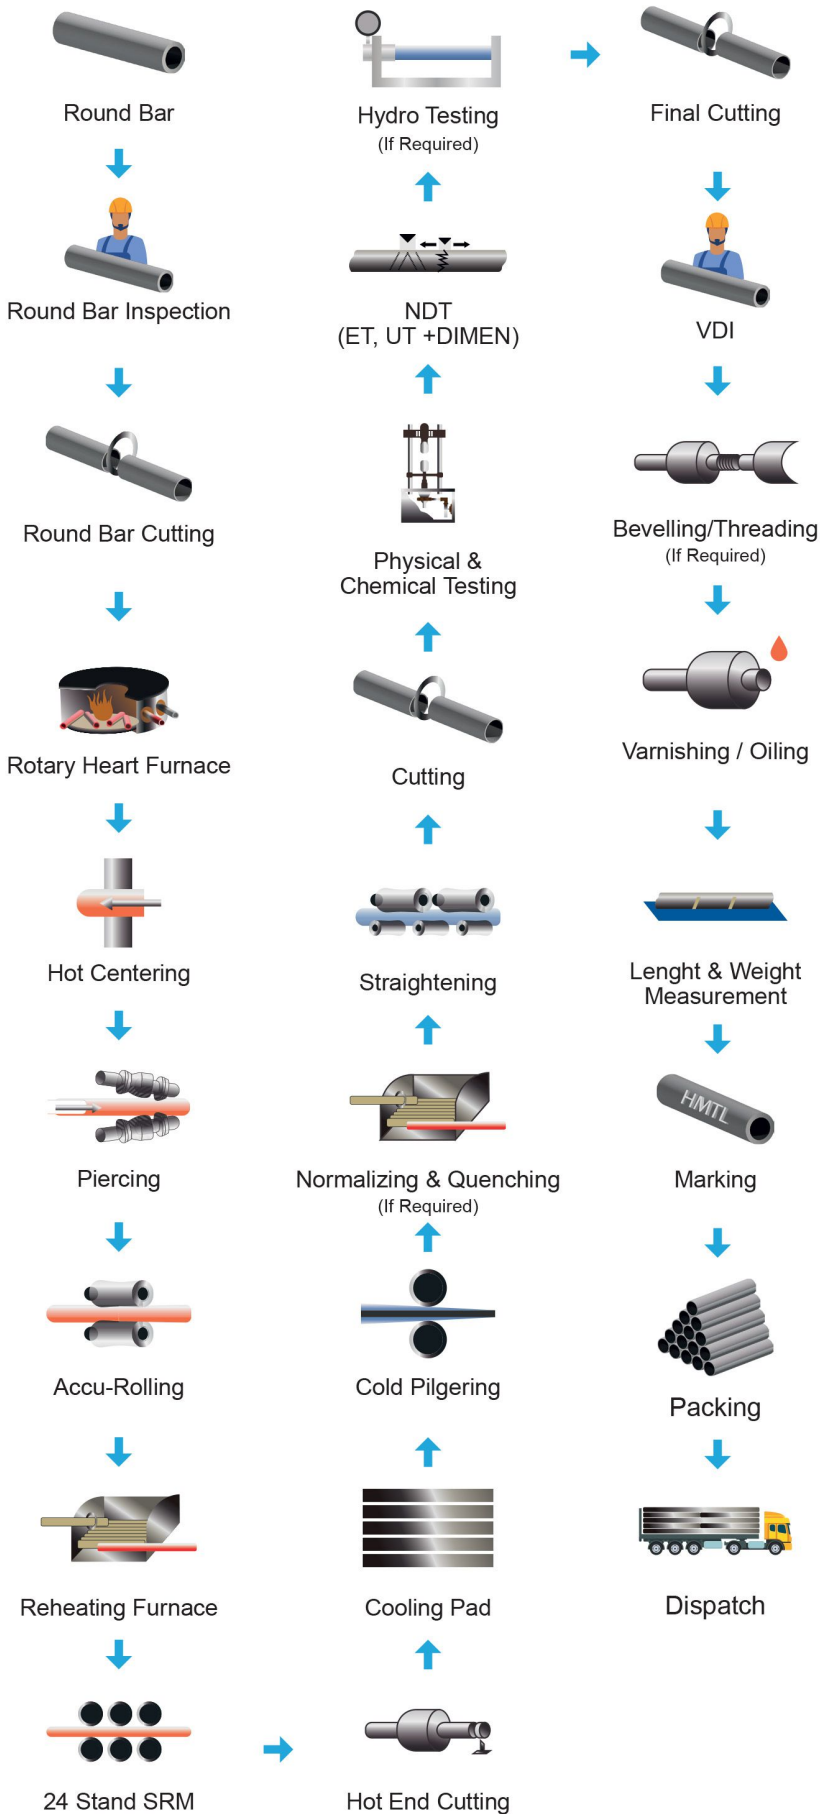 Round Bar
Round Bar Inspection
Round Bar Cutting
Rotary Heart Furnace
Hot Centering
Piercing
Accu-Rolling
Reheating Furnace
24 Stand SRM
Hot End Cutting
Cooling Pad
Cold Pilgering
Normalizing & Quenching
(If Required)
Straightening
Cutting
Physical &
Chemical Testing
NDT
(ET, UT +DIMEN)
Hydro Testing
(If Required)
Final Cutting
VDI
Bevelling/Threading
(If Required)
Varnishing / Oiling
Lenght & Weight
Measurement
HMTL
Marking
Packing
Dispatch